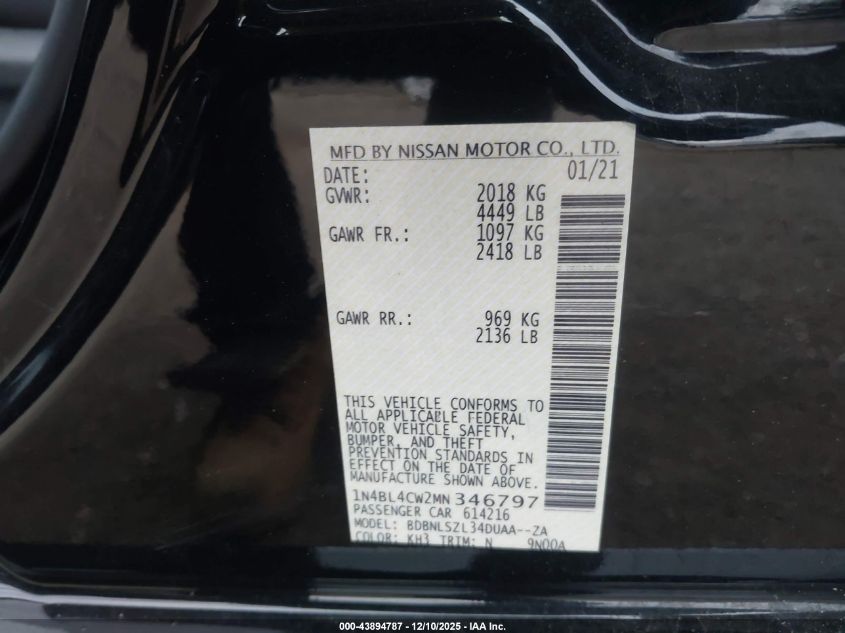 MFD BY NISSAN MOTOR CO., LTD.
DATE: 01/21
GVWR: 2018 KG
4449 LB
GAWR FR.: 1097 KG
2418 LB
GAWR RR.: 969 KG
2136 LB
THIS VEHICLE CONFORMS TO
ALL APPLICABLE FEDERAL
MOTOR VEHICLE SAFETY,
BUMPER, AND THEFT
PREVENTION STANDARDS IN
EFFECT ON THE DATE OF
MANUFACTURE SHOWN ABOVE.
1N4BL4CW2MN346797
PASSENGER CAR 614216
MODEL: BDBNLSZL34DUAA--ZA
COLOR: KH3 TRIM: N 9N00A
000-43894787 - 12/10/2025 - IAA Inc.